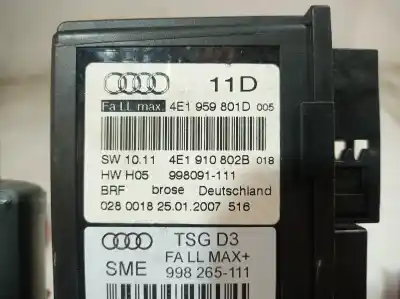 11D
Fa LL max. 4E1 959 801D 005
SW 10.11 4E1 910 802B 018
HW H05 998091-111
BRF brose Deutschland
028 0018 25.01.2007 516
TSG D3
FA LL MAX+
SME 998 265-111